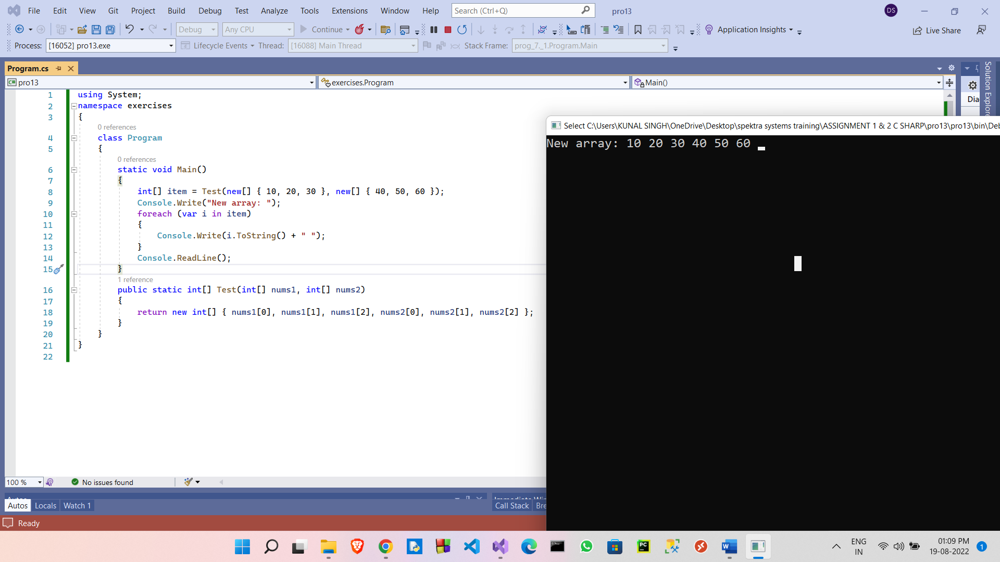 File Edit View Git Project Build Debug Test Analyze Tools Extensions Window Help Search (Ctrl+Q) pro13 DS
Debug Any CPU Continue Application Insights Live Share
Process: [16052] pro13.exe Lifecycle Events Thread: [16088] Main Thread Stack Frame: prog_7._1.Program.Main
Program.cs
C# pro13 exercises.Program Main()
Solution Explore
Dia
1 using System;
2 namespace exercises
3 {
0 references
4 class Program
5 {
0 references
6 static void Main()
7 {
8 int[] item = Test(new[] { 10, 20, 30 }, new[] { 40, 50, 60 });
9 Console.Write("New array: ");
10 foreach (var i in item)
11 {
12 Console.Write(i.ToString() + " ");
13 }
14 Console.ReadLine();
15 }
1 reference
16 public static int[] Test(int[] nums1, int[] nums2)
17 {
18 return new int[] { nums1[0], nums1[1], nums1[2], nums2[0], nums2[1], nums2[2] };
19 }
20 }
21 }
22
Select C:\Users\KUNAL SINGH\OneDrive\Desktop\spektra systems training\ASSIGNMENT 1 & 2 C SHARP\pro13\pro13\bin\Deb
New array: 10 20 30 40 50 60
100 % No issues found
Autos Immediate Win
Autos Locals Watch 1 Call Stack Bre
Ready
PC
ENG
IN
01:09 PM
19-08-2022
1